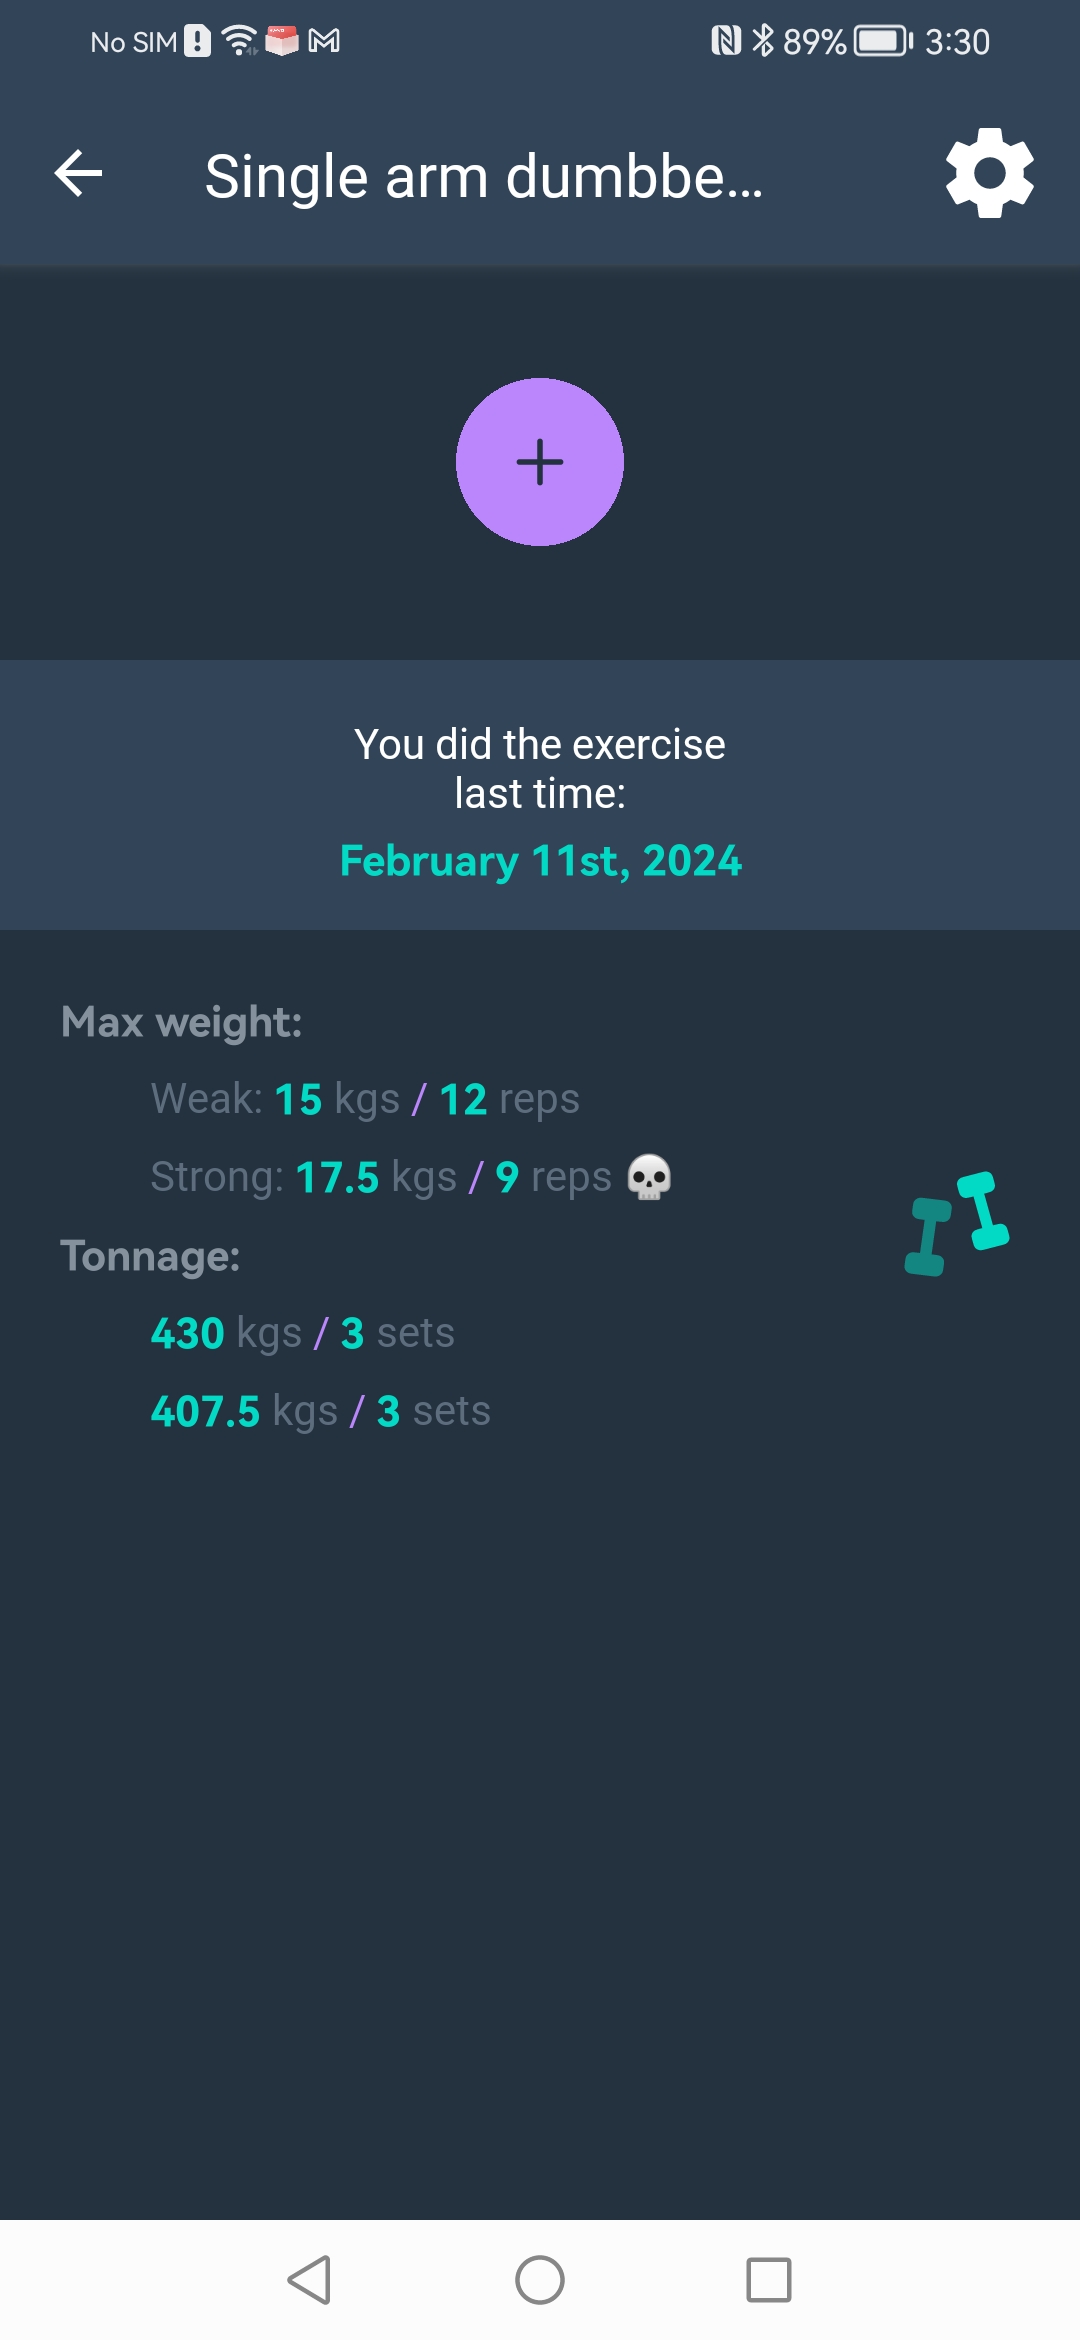 No SIM 89% 3:30
Single arm dumbbe...
You did the exercise
last time:
February 11st, 2024
Max weight:
Weak: 15 kgs / 12 reps
Strong: 17.5 kgs / 9 reps 💀
Tonnage:
430 kgs / 3 sets
407.5 kgs / 3 sets